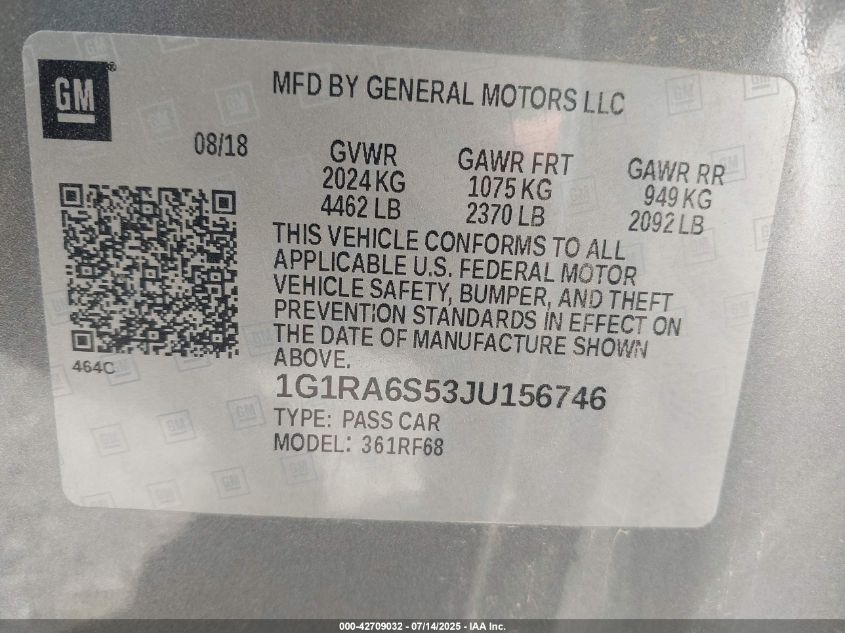 GM
MFD BY GENERAL MOTORS LLC
08/18
GVWR
2024 KG
4462 LB
GAWR FRT
1075 KG
2370 LB
GAWR RR
949 KG
2092 LB
THIS VEHICLE CONFORMS TO ALL
APPLICABLE U.S. FEDERAL MOTOR
VEHICLE SAFETY, BUMPER, AND THEFT
PREVENTION STANDARDS IN EFFECT ON
THE DATE OF MANUFACTURE SHOWN
ABOVE.
464C
1G1RA6S53JU156746
TYPE: PASS CAR
MODEL: 361RF68
000-42709032 - 07/14/2025 - IAA Inc.